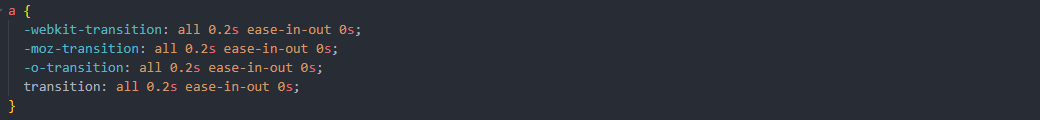 a {
-webkit-transition: all 0.2s ease-in-out 0s;
-moz-transition: all 0.2s ease-in-out 0s;
-o-transition: all 0.2s ease-in-out 0s;
transition: all 0.2s ease-in-out 0s;
}